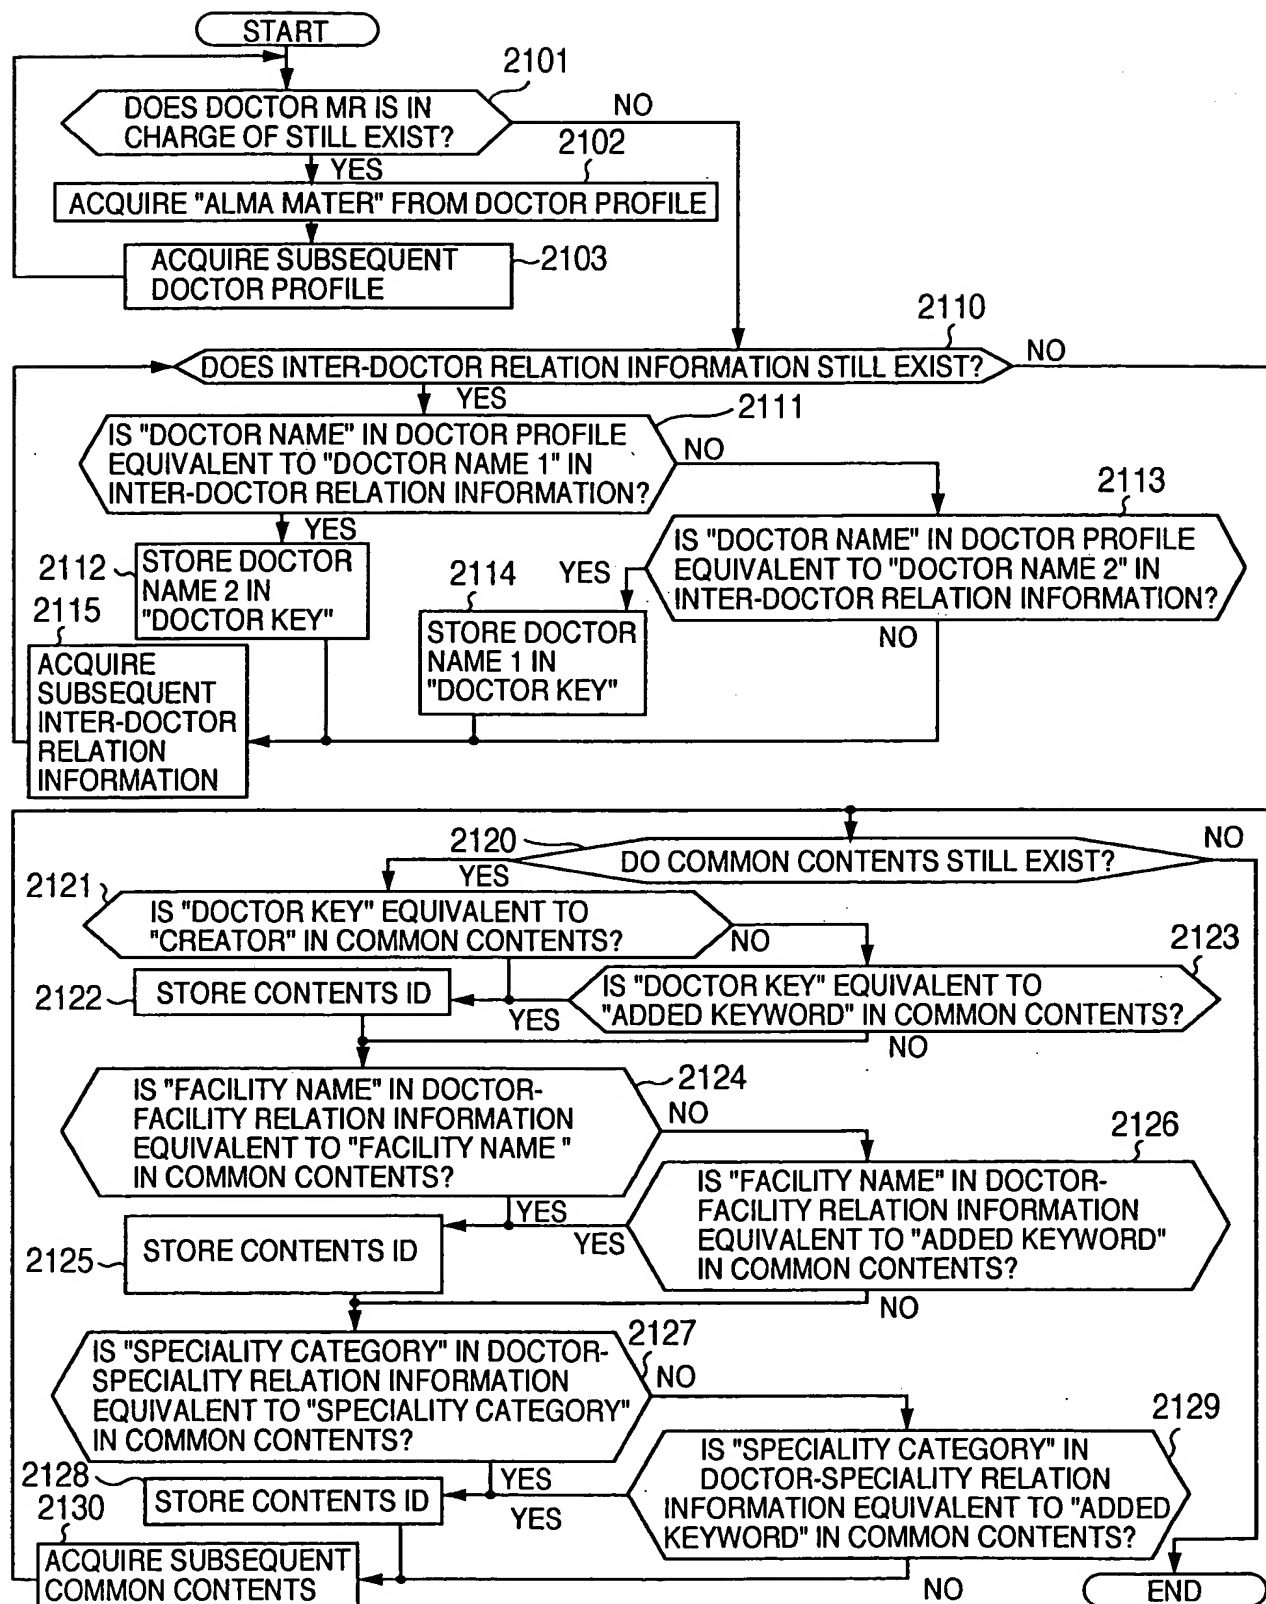 START
2101
DOES DOCTOR MR IS IN
CHARGE OF STILL EXIST?
NO
YES
2102
ACQUIRE "ALMA MATER" FROM DOCTOR PROFILE
ACQUIRE SUBSEQUENT
DOCTOR PROFILE
2103
2110
DOES INTER-DOCTOR RELATION INFORMATION STILL EXIST?
NO
YES
2111
IS "DOCTOR NAME" IN DOCTOR PROFILE
EQUIVALENT TO "DOCTOR NAME 1" IN
INTER-DOCTOR RELATION INFORMATION?
NO
YES
2113
IS "DOCTOR NAME" IN DOCTOR PROFILE
EQUIVALENT TO "DOCTOR NAME 2" IN
INTER-DOCTOR RELATION INFORMATION?
YES
NO
2112
STORE DOCTOR
NAME 2 IN
"DOCTOR KEY"
2114
STORE DOCTOR
NAME 1 IN
"DOCTOR KEY"
2115
ACQUIRE
SUBSEQUENT
INTER-DOCTOR
RELATION
INFORMATION
2120
DO COMMON CONTENTS STILL EXIST?
NO
YES
2121
IS "DOCTOR KEY" EQUIVALENT TO
"CREATOR" IN COMMON CONTENTS?
NO
2123
IS "DOCTOR KEY" EQUIVALENT TO
"ADDED KEYWORD" IN COMMON CONTENTS?
YES
NO
2122
STORE CONTENTS ID
2124
IS "FACILITY NAME" IN DOCTOR-
FACILITY RELATION INFORMATION
EQUIVALENT TO "FACILITY NAME "
IN COMMON CONTENTS?
NO
YES
2126
IS "FACILITY NAME" IN DOCTOR-
FACILITY RELATION INFORMATION
EQUIVALENT TO "ADDED KEYWORD"
IN COMMON CONTENTS?
YES
NO
2125
STORE CONTENTS ID
2127
IS "SPECIALITY CATEGORY" IN DOCTOR-
SPECIALITY RELATION INFORMATION
EQUIVALENT TO "SPECIALITY CATEGORY"
IN COMMON CONTENTS?
NO
YES
2129
IS "SPECIALITY CATEGORY" IN
DOCTOR-SPECIALITY RELATION
INFORMATION EQUIVALENT TO "ADDED
KEYWORD" IN COMMON CONTENTS?
YES
NO
2128
STORE CONTENTS ID
2130
ACQUIRE SUBSEQUENT
COMMON CONTENTS
END